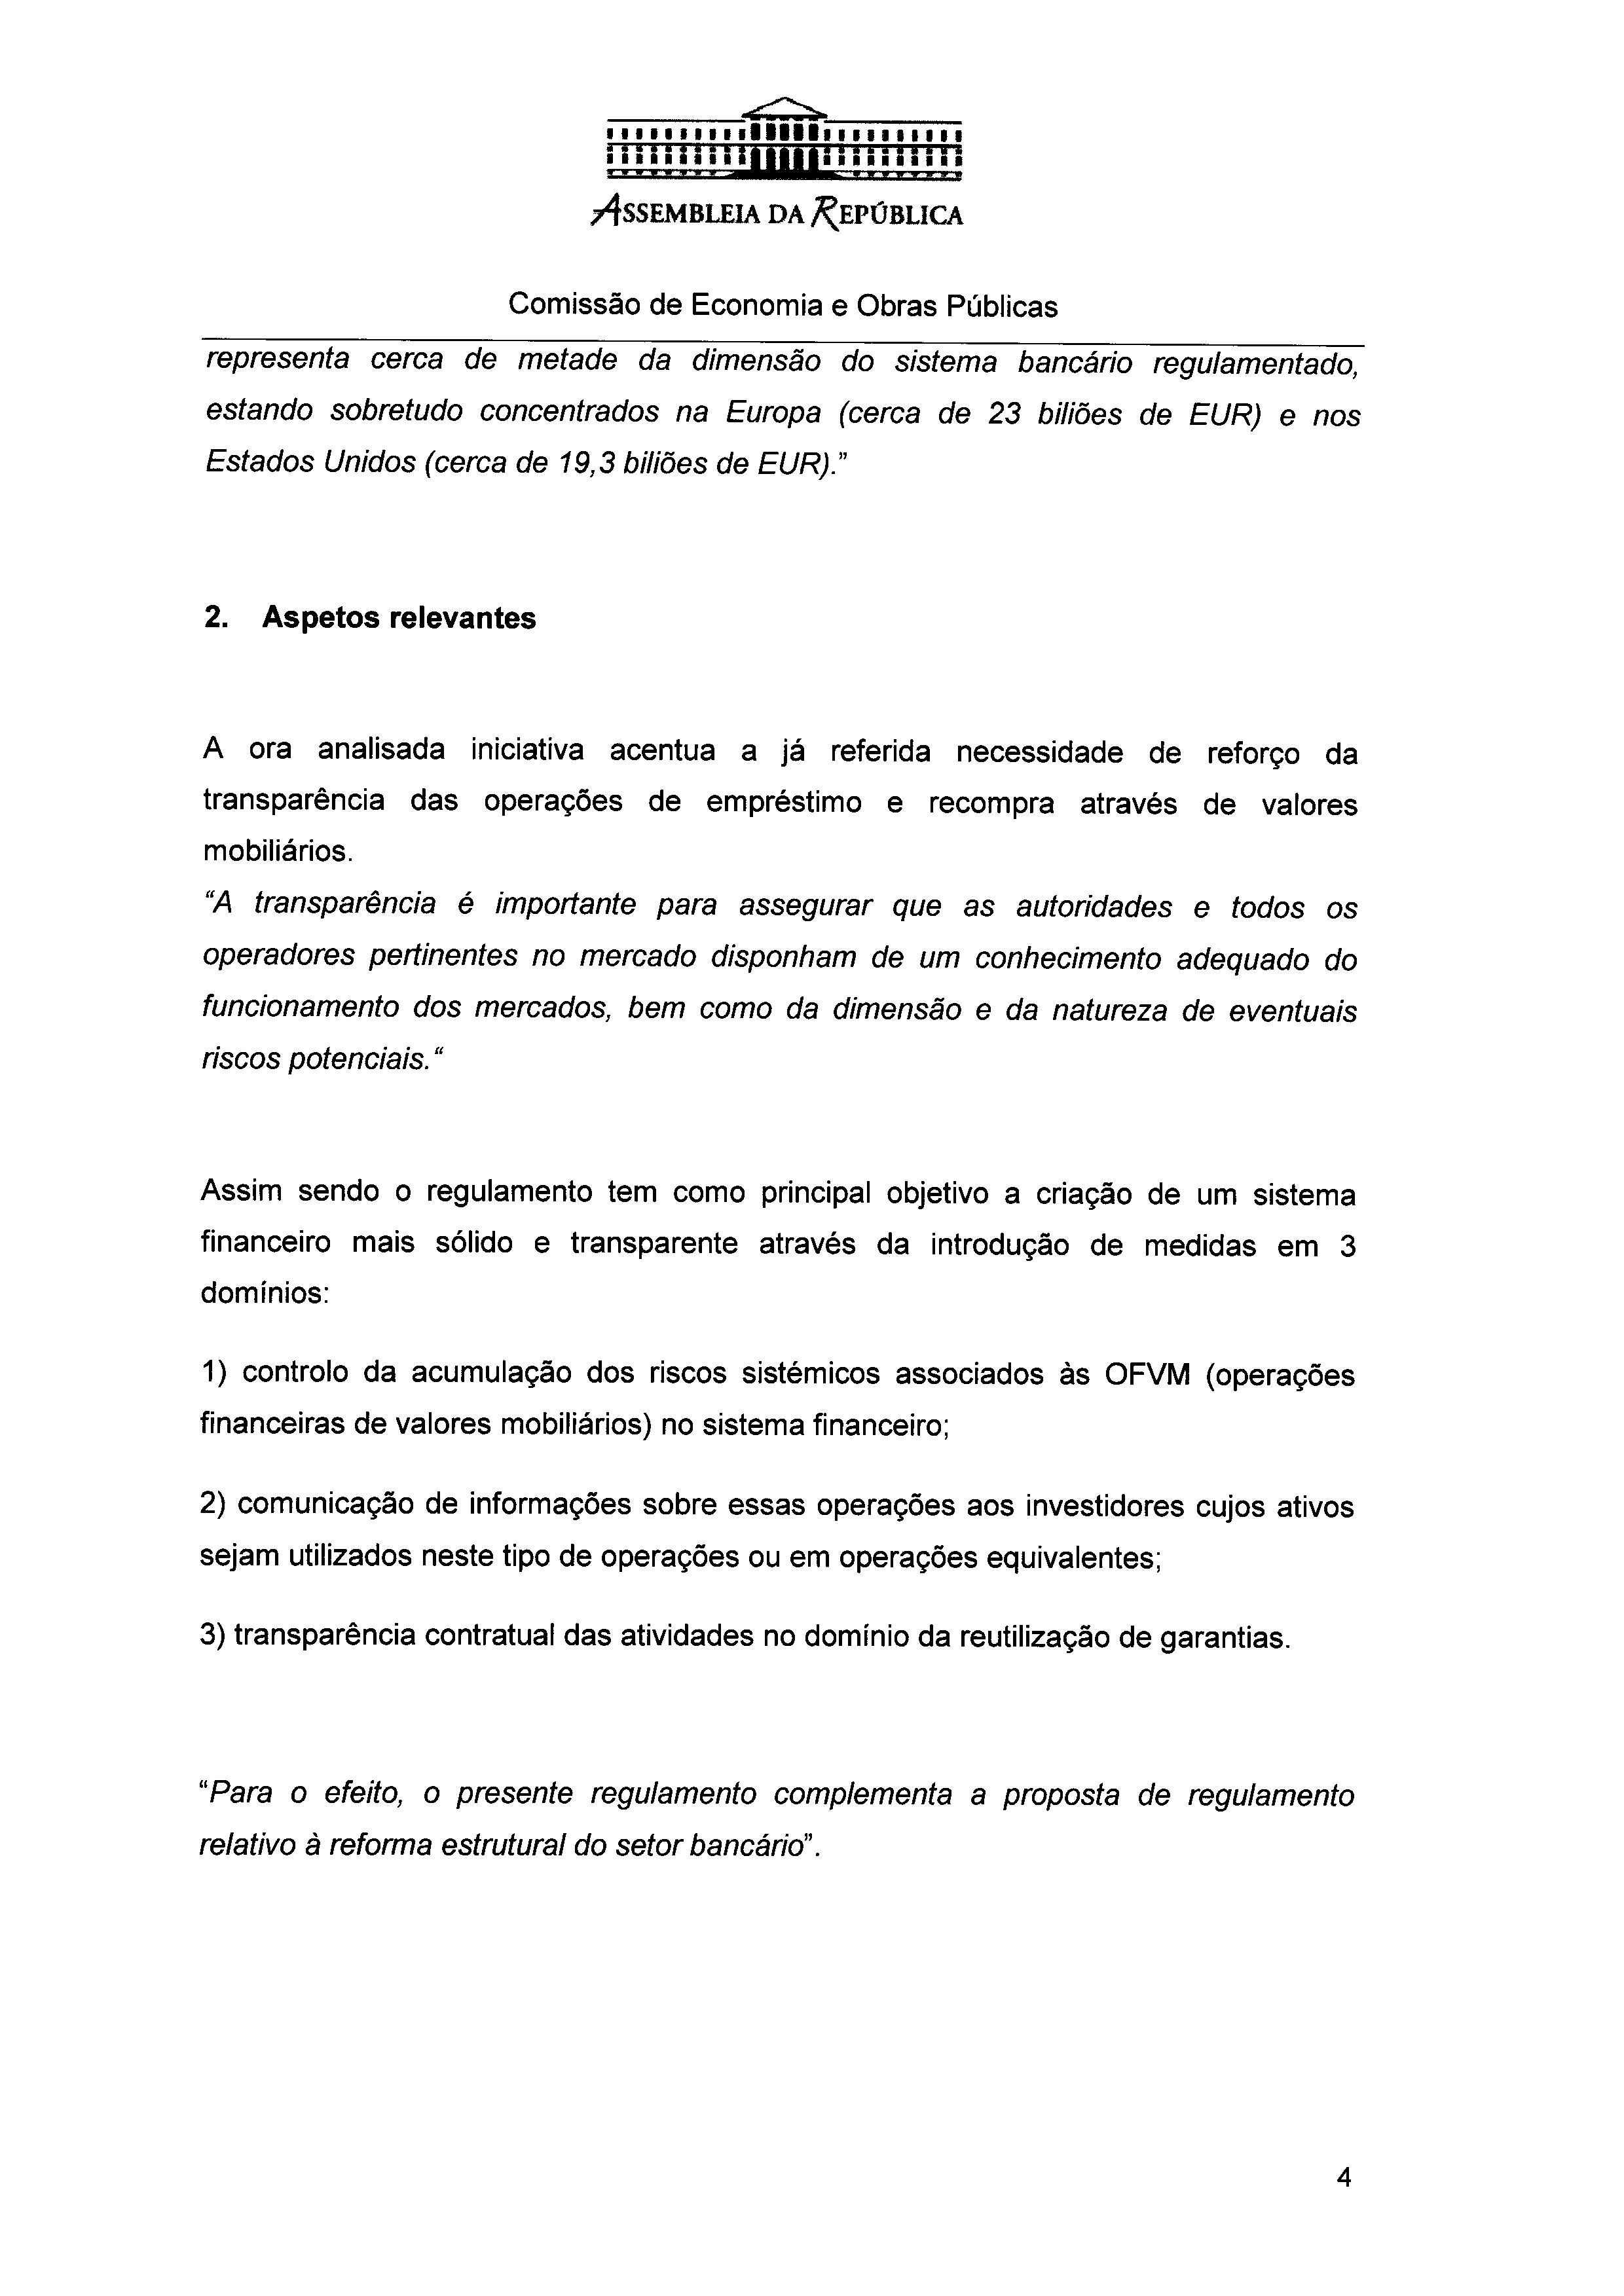 ASSEMBLEIA DA REPÚBLICA
Comissão de Economia e Obras Públicas
representa cerca de metade da dimensão do sistema bancário regulamentado,
estando sobretudo concentrados na Europa (cerca de 23 biliões de EUR) e nos
Estados Unidos (cerca de 19,3 biliões de EUR).”
2. Aspetos relevantes
A ora analisada iniciativa acentua a já referida necessidade de reforço da
transparência das operações de empréstimo e recompra através de valores
mobiliários.
“A transparência é importante para assegurar que as autoridades e todos os
operadores pertinentes no mercado disponham de um conhecimento adequado do
funcionamento dos mercados, bem como da dimensão e da natureza de eventuais
riscos potenciais.“
Assim sendo o regulamento tem como principal objetivo a criação de um sistema
financeiro mais sólido e transparente através da introdução de medidas em 3
domínios:
1) controlo da acumulação dos riscos sistémicos associados às OFVM (operações
financeiras de valores mobiliários) no sistema financeiro;
2) comunicação de informações sobre essas operações aos investidores cujos ativos
sejam utilizados neste tipo de operações ou em operações equivalentes;
3) transparência contratual das atividades no domínio da reutilização de garantias.
“Para o efeito, o presente regulamento complementa a proposta de regulamento
relativo à reforma estrutural do setor bancário”.
4